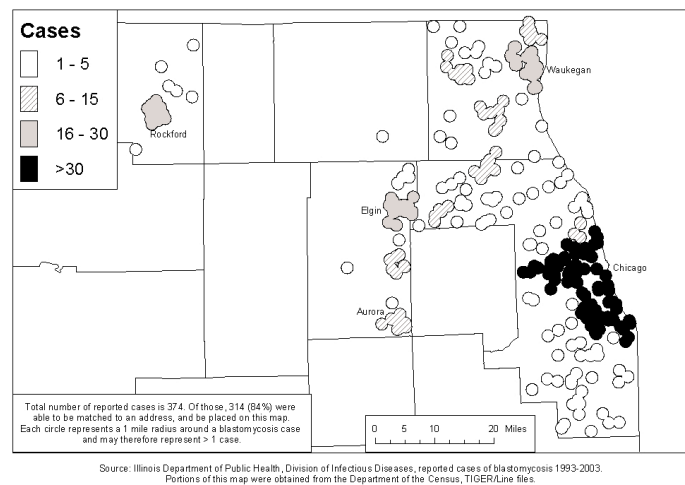 Cases
1 - 5
6 - 15
16 - 30
>30
Waukegan
Rockford
Elgin
Chicago
Aurora
Total number of reported cases is 374. Of those, 314 (84%) were
able to be matched to an address, and be placed on this map.
Each circle represents a 1 mile radius around a blastomycosis case
and may therefore represent > 1 case.
0 5 10 20 Miles
Source: Illinois Department of Public Health, Division of Infectious Diseases, reported cases of blastomycosis 1993-2003.
Portions of this map were obtained from the Department of the Census, TIGER/Line files.